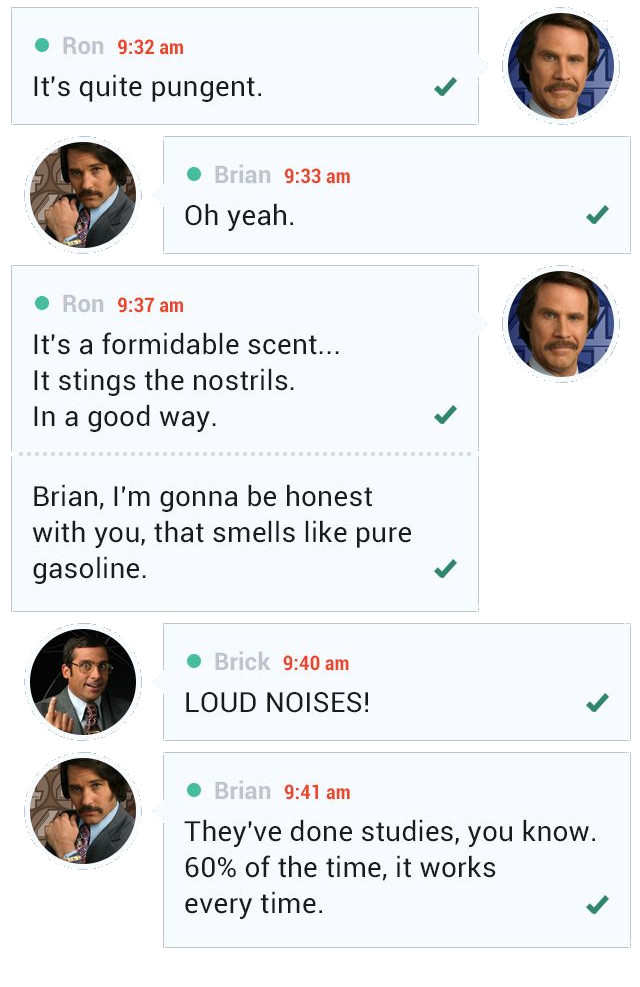 Ron 9:32 am
It's quite pungent.
Brian 9:33 am
Oh yeah.
Ron 9:37 am
It's a formidable scent...
It stings the nostrils.
In a good way.
Brian, I'm gonna be honest
with you, that smells like pure
gasoline.
Brick 9:40 am
LOUD NOISES!
Brian 9:41 am
They've done studies, you know.
60% of the time, it works
every time.